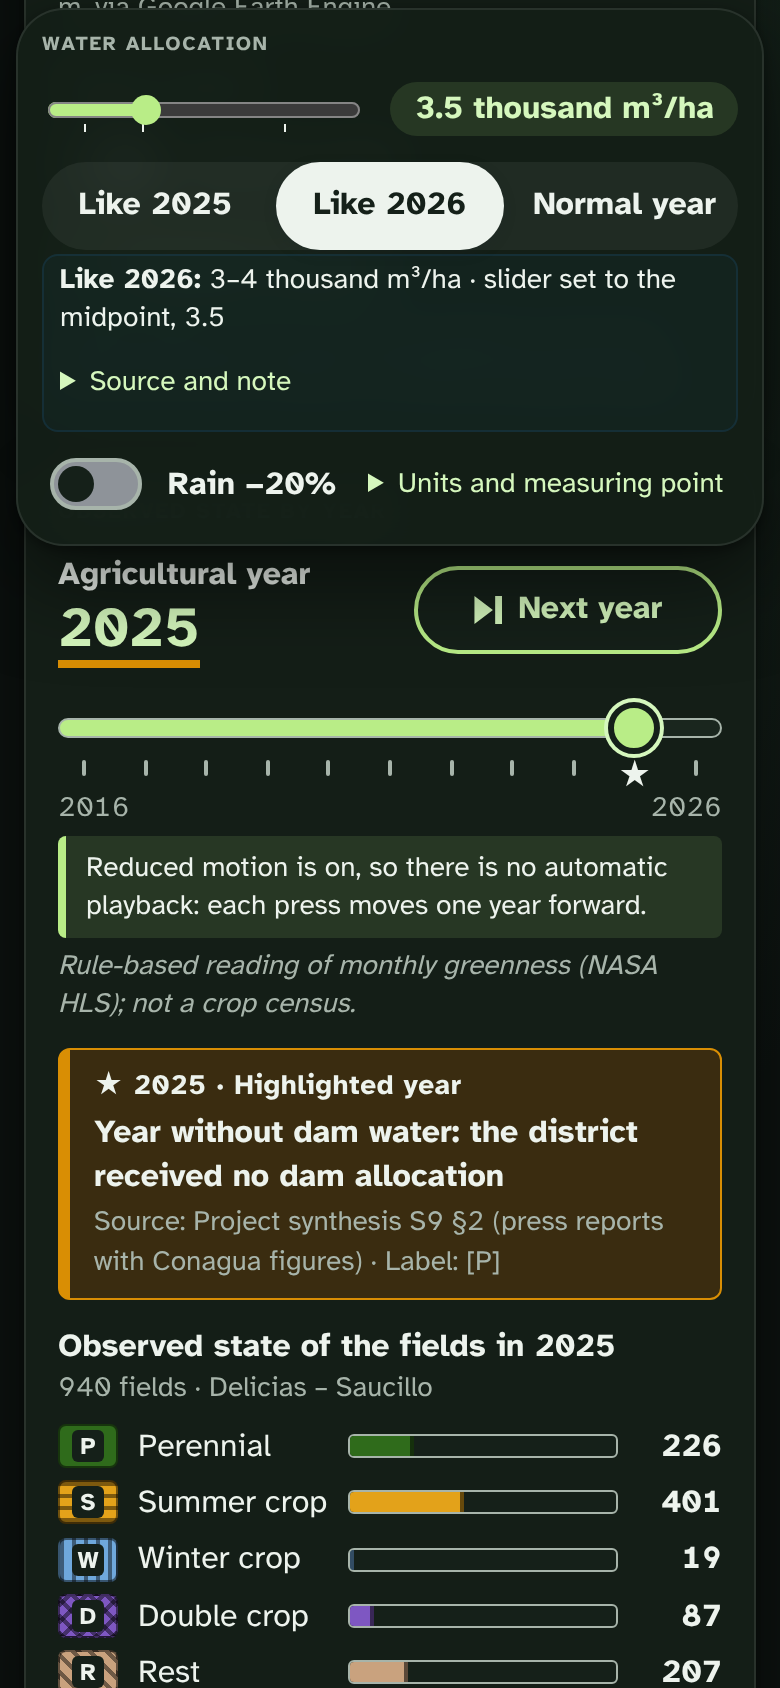 m, via Google Earth Engine
WATER ALLOCATION
3.5 thousand m³/ha
Like 2025
Like 2026
Normal year
Like 2026: 3–4 thousand m³/ha · slider set to the
midpoint, 3.5
▶ Source and note
Rain −20%
▶ Units and measuring point
Agricultural year
2025
Next year
★
2016
2026
Reduced motion is on, so there is no automatic
playback: each press moves one year forward.
Rule-based reading of monthly greenness (NASA
HLS); not a crop census.
★ 2025 · Highlighted year
Year without dam water: the district
received no dam allocation
Source: Project synthesis S9 §2 (press reports
with Conagua figures) · Label: [P]
Observed state of the fields in 2025
940 fields · Delicias – Saucillo
P Perennial 226
S Summer crop 401
W Winter crop 19
D Double crop 87
R Rest 207